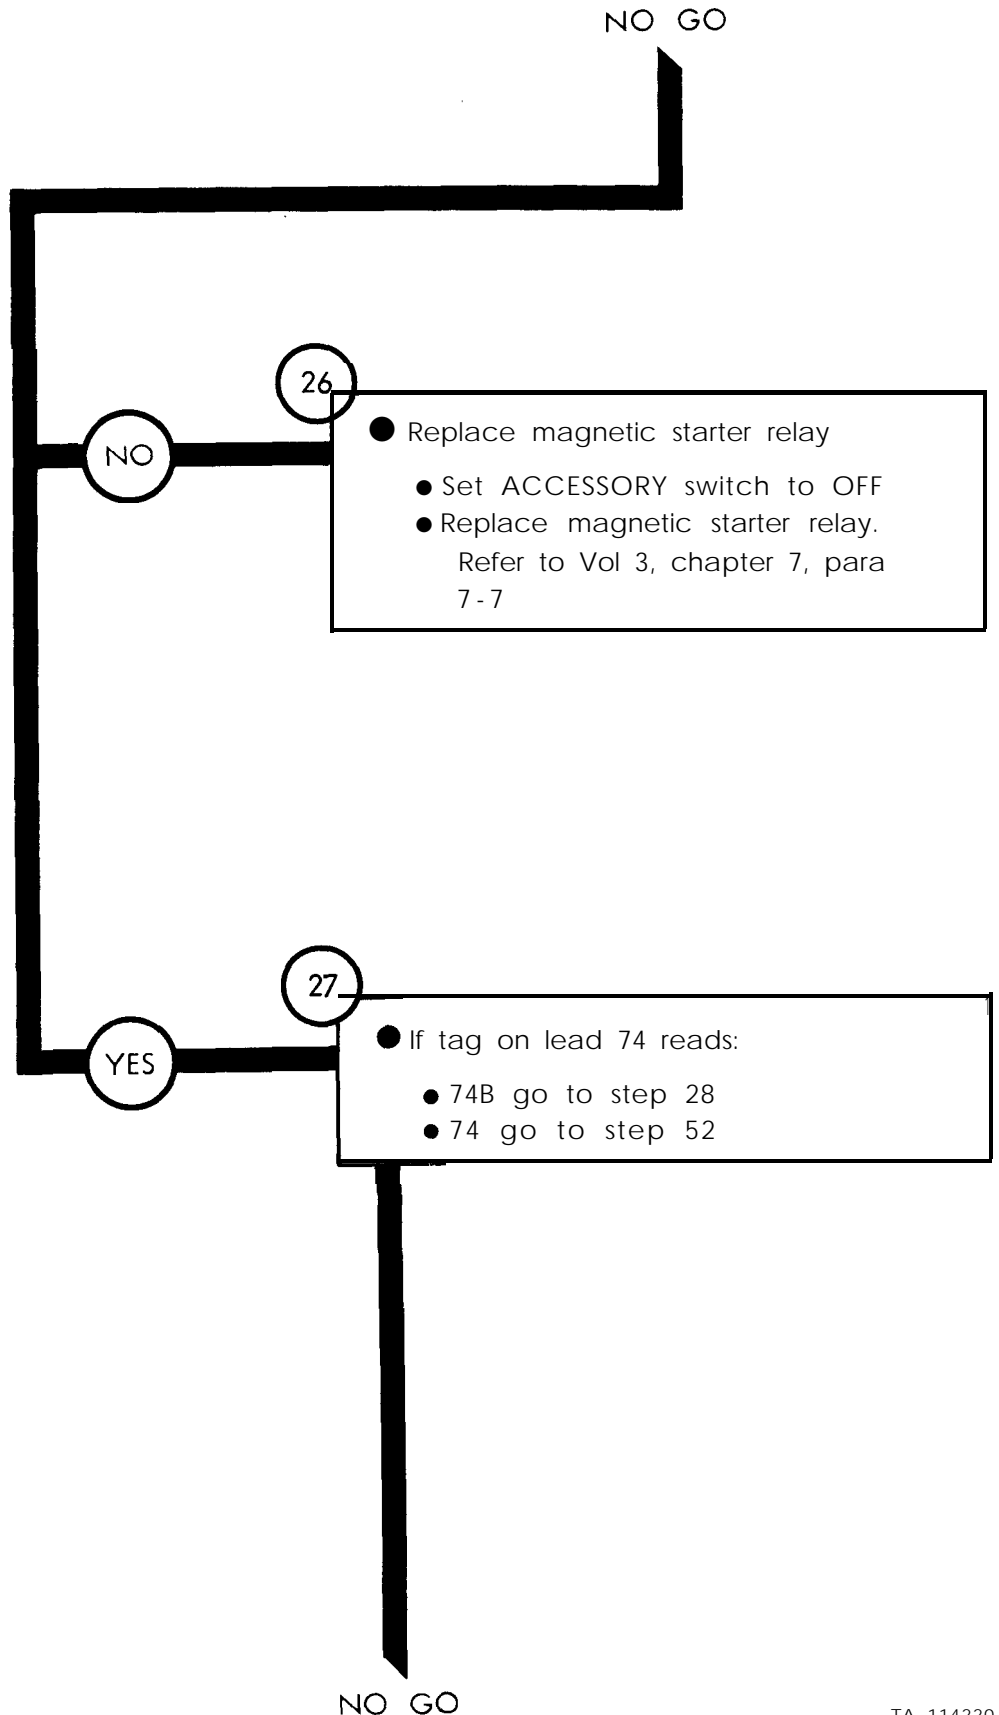 NO GO
26
NO
● Replace magnetic starter relay
● Set ACCESSORY switch to OFF
● Replace magnetic starter relay.
Refer to Vol 3, chapter 7, para
7-7
27
YES
● If tag on lead 74 reads:
● 74B go to step 28
● 74 go to step 52
NO GO